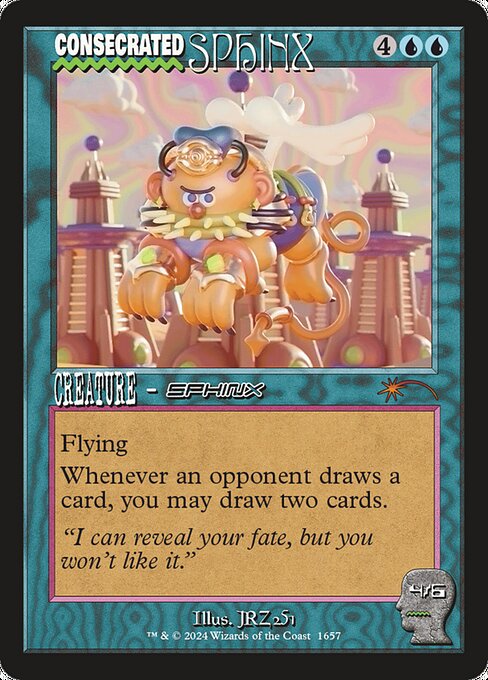 CONSECRATED SPHINX 4
CREATURE - SPHINX
Flying
Whenever an opponent draws a
card, you may draw two cards.
"I can reveal your fate, but you
won't like it."
4/6
Illus. JRZ251
™ & © 2024 Wizards of the Coast 1657